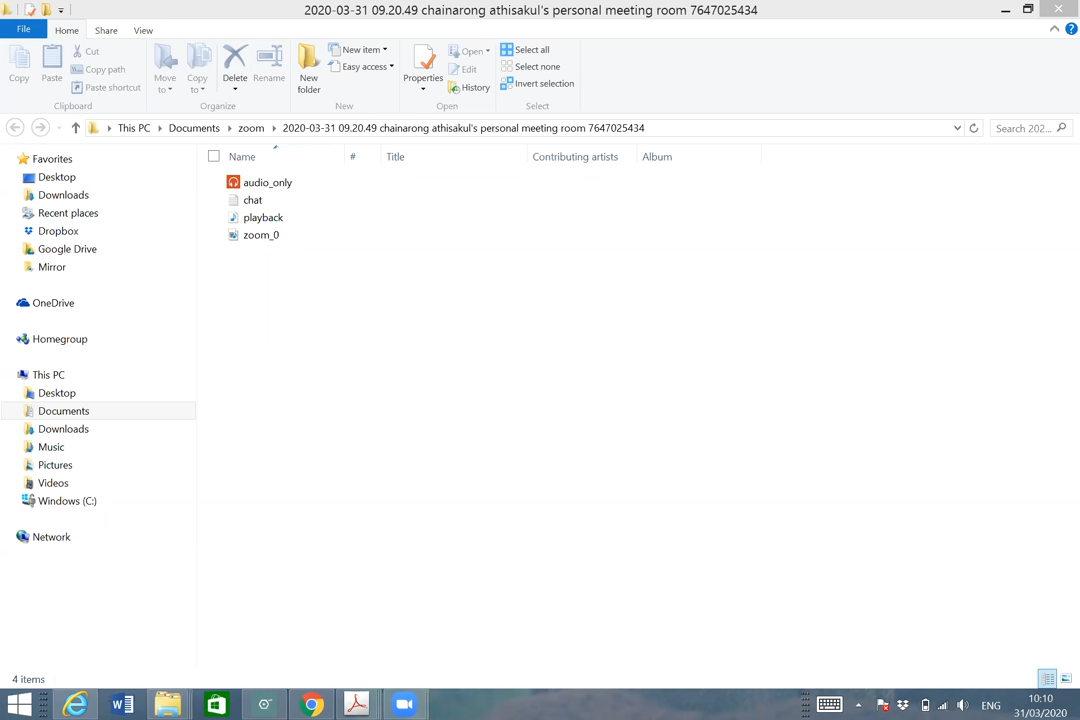 2020-03-31 09.20.49 chainarong athisakul's personal meeting room 7647025434
File Home Share View
Copy
Paste
Cut
Copy path
Paste shortcut
Clipboard
Move to
Copy to
Delete
Rename
Organize
New folder
New item
Easy access
New
Properties
Open
Edit
History
Open
Select all
Select none
Invert selection
Select
This PC Documents zoom 2020-03-31 09.20.49 chainarong athisakul's personal meeting room 7647025434
Search 202...
Favorites
Desktop
Downloads
Recent places
Dropbox
Google Drive
Mirror
OneDrive
Homegroup
This PC
Desktop
Documents
Downloads
Music
Pictures
Videos
Windows (C:)
Network
Name # Title Contributing artists Album
audio_only
chat
playback
zoom_0
4 items
ENG
10:10
31/03/2020